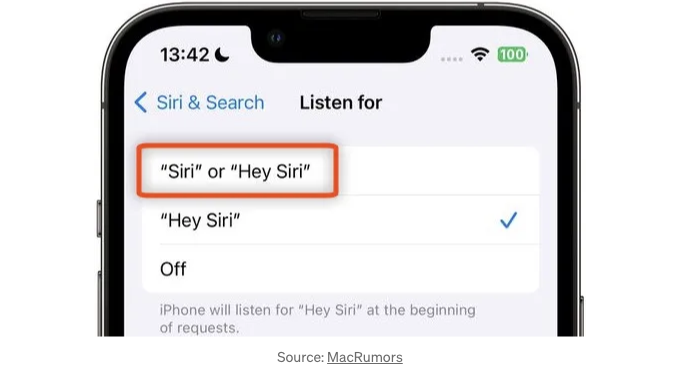 13:42
100
Siri & Search
Listen for
“Siri” or “Hey Siri”
“Hey Siri”
Off
iPhone will listen for “Hey Siri” at the beginning
of requests.
Source: MacRumors